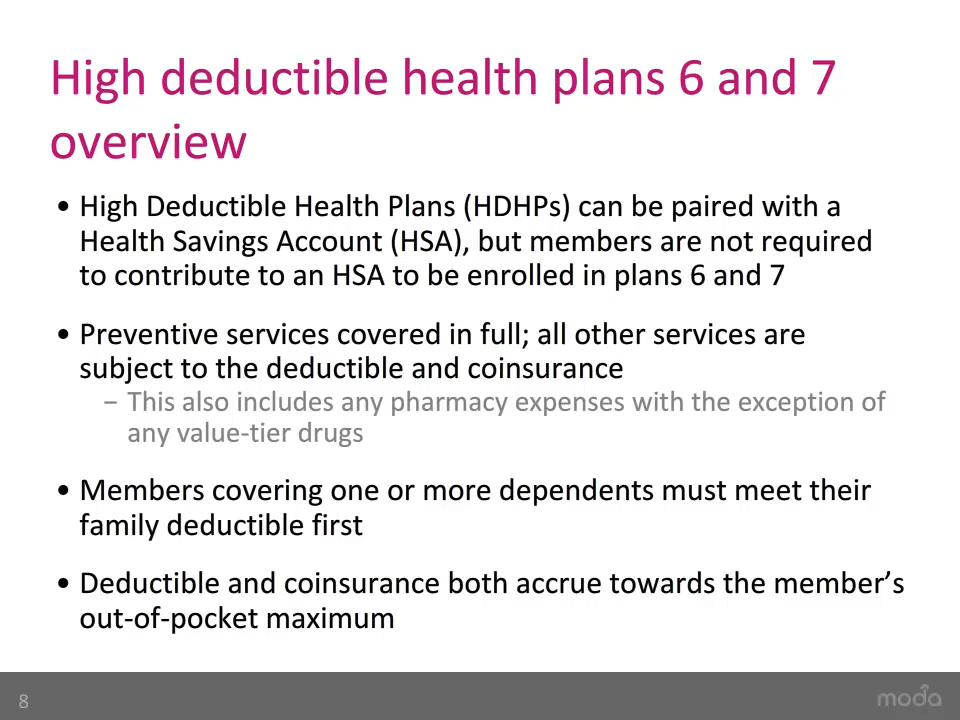 High deductible health plans 6 and 7
overview
• High Deductible Health Plans (HDHPs) can be paired with a
Health Savings Account (HSA), but members are not required
to contribute to an HSA to be enrolled in plans 6 and 7
• Preventive services covered in full; all other services are
subject to the deductible and coinsurance
– This also includes any pharmacy expenses with the exception of
any value-tier drugs
• Members covering one or more dependents must meet their
family deductible first
• Deductible and coinsurance both accrue towards the member’s
out-of-pocket maximum
8
moda